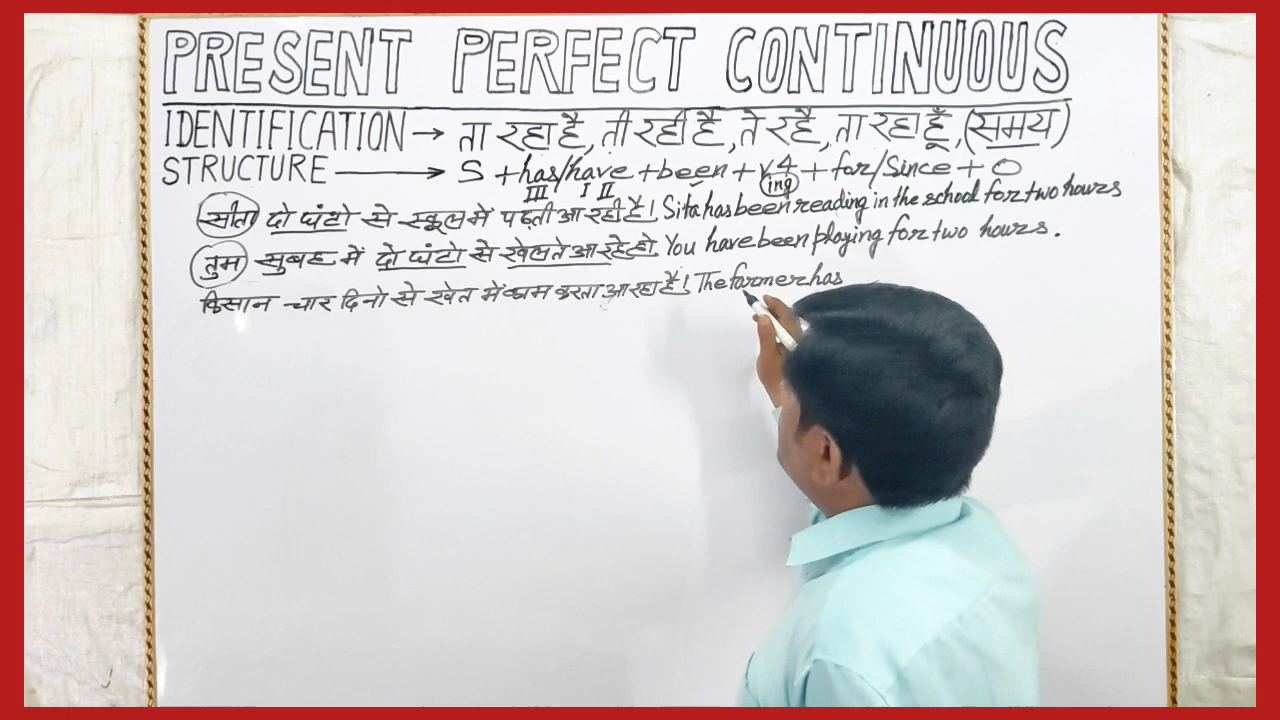 PRESENT PERFECT CONTINUOUS
IDENTIFICATION → ता रहा है, ती रही है, ते रहै, ता रहा हूँ, (समय)
STRUCTURE → S + has/have + been + v4 + for/Since + O
III I II ing
सीता दो घंटो से स्कूल में पढ़ती आ रही है। Sita has been reading in the school for two hours
तुम सुबह में दो घंटो से खेलते आ रहे हो You have been playing for two hours.
किसान चार दिनो से खेत में काम करता आ रहा है। The farmer has